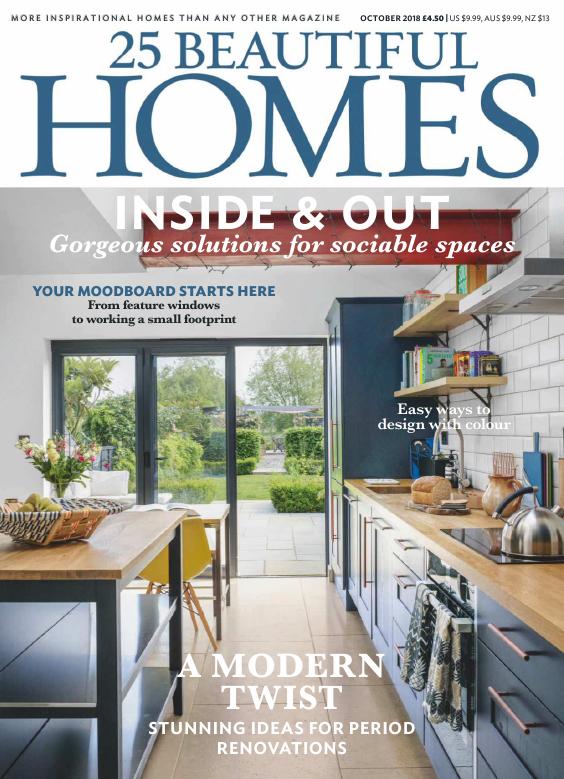 MORE INSPIRATIONAL HOMES THAN ANY OTHER MAGAZINE
OCTOBER 2018 £4.50 | US $9.99, AUS $9.99, NZ $13
25 BEAUTIFUL
HOMES
INSIDE & OUT
Gorgeous solutions for sociable spaces
YOUR MOODBOARD STARTS HERE
From feature windows
to working a small footprint
Easy ways to
design with colour
A MODERN
TWIST
STUNNING IDEAS FOR PERIOD
RENOVATIONS